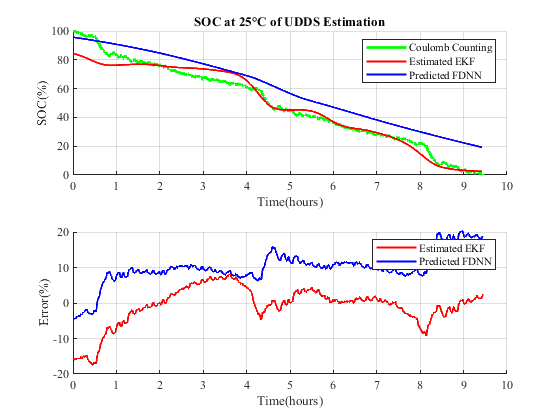 SOC at 25°C of UDDS Estimation
100
80
60
40
20
0
SOC(%)
Coulomb Counting
Estimated EKF
Predicted FDNN
0 1 2 3 4 5 6 7 8 9 10
Time(hours)
20
10
0
-10
-20
Error(%)
Estimated EKF
Predicted FDNN
0 1 2 3 4 5 6 7 8 9 10
Time(hours)